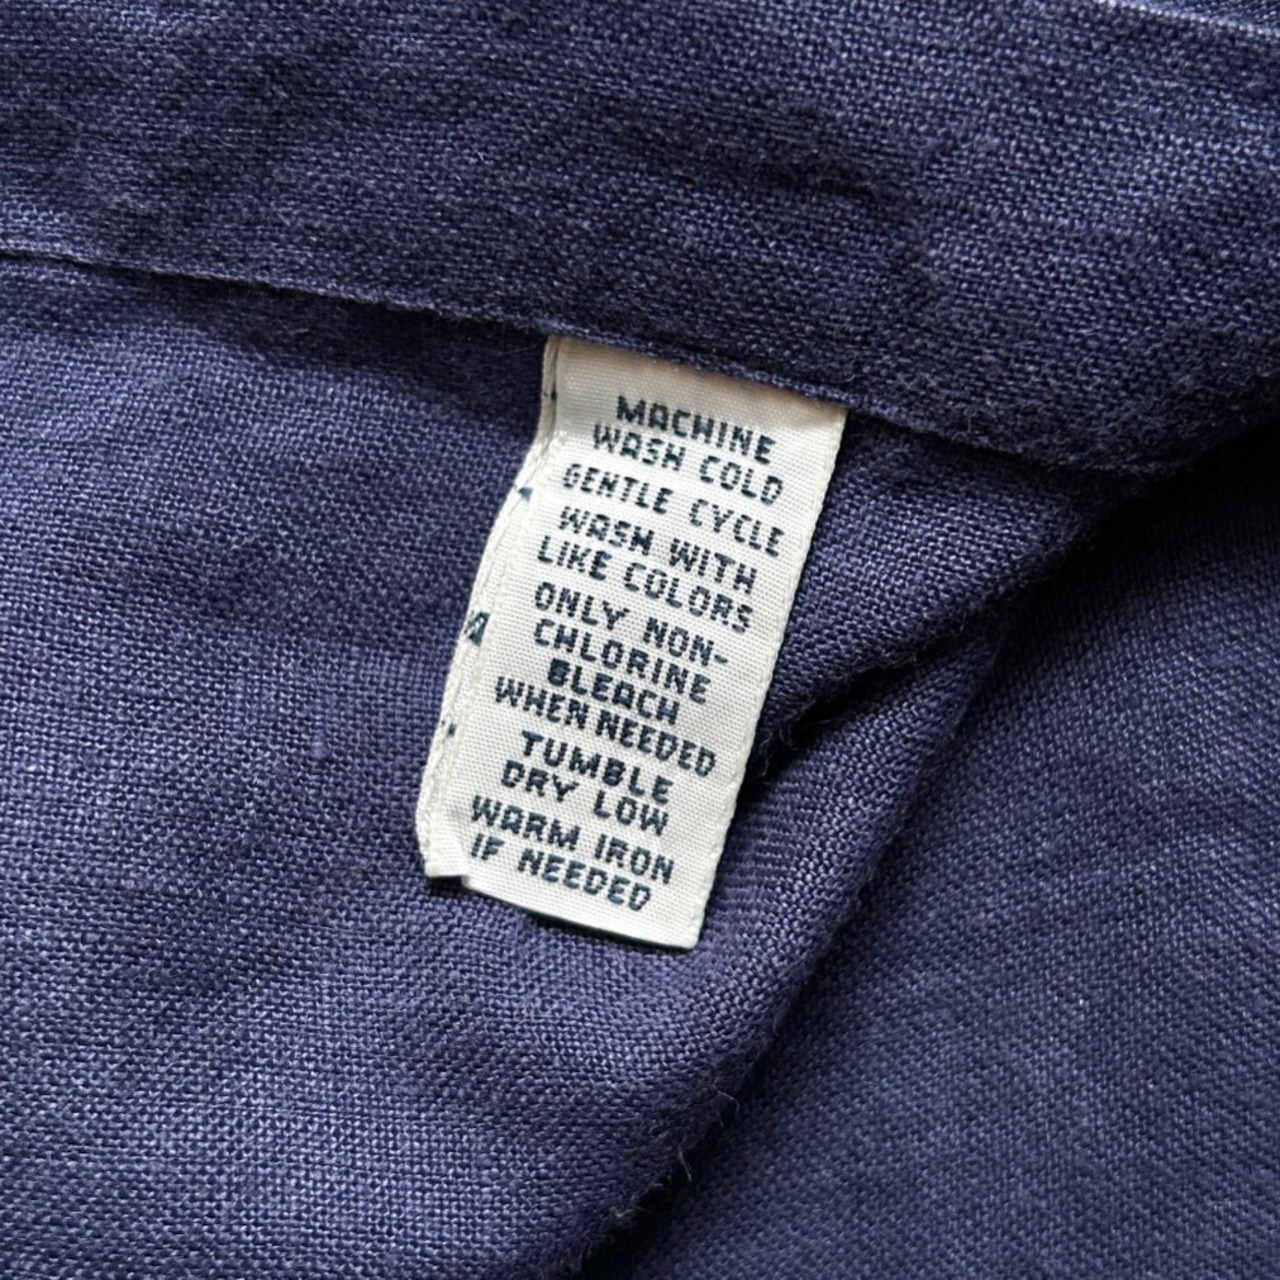 MACHINE
WASH COLD
GENTLE CYCLE
WASH WITH
LIKE COLORS
ONLY NON-
CHLORINE
BLEACH
WHEN NEEDED
TUMBLE
DRY LOW
WARM IRON
IF NEEDED